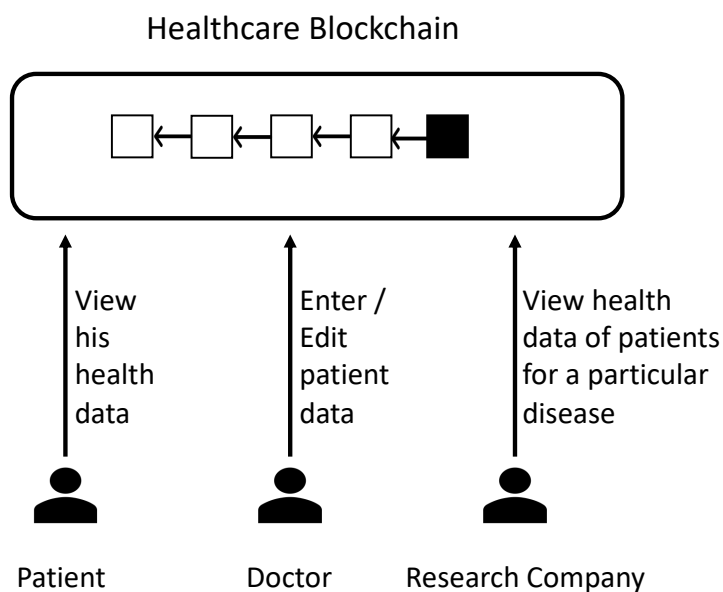 Healthcare Blockchain
View
his
health
data
Enter /
Edit
patient
data
View health
data of patients
for a particular
disease
Patient
Doctor
Research Company